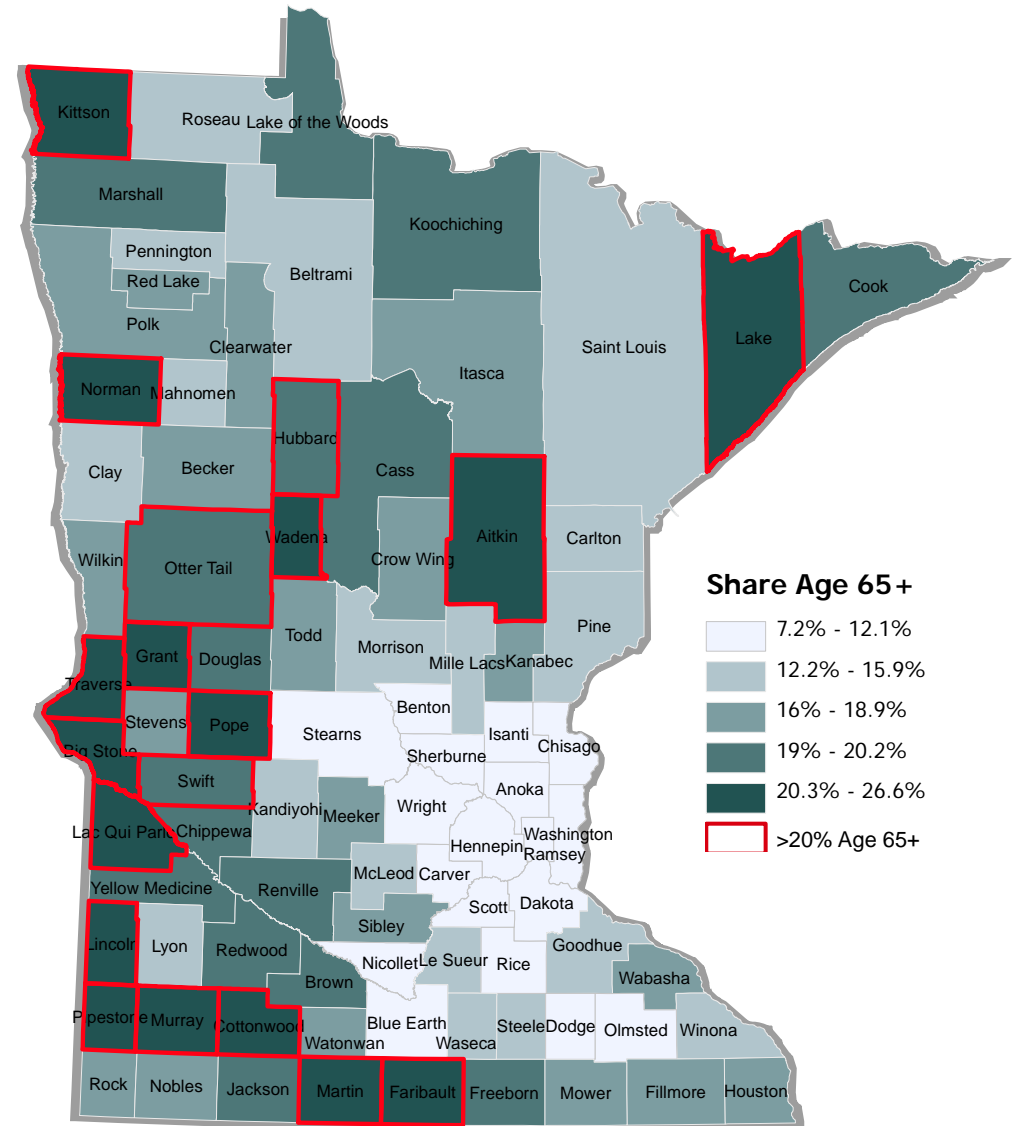 Kittson
Roseau
Lake of the Woods
Marshall
Koochiching
Pennington
Beltrami
Red Lake
Cook
Polk
Clearwater
Saint Louis
Lake
Itasca
Norman
Mahnomen
Hubbard
Clay
Becker
Cass
Wadena
Aitkin
Carlton
Wilkin
Otter Tail
Crow Wing
Share Age 65+
7.2% - 12.1%
12.2% - 15.9%
16% - 18.9%
19% - 20.2%
20.3% - 26.6%
>20% Age 65+
Todd
Pine
Morrison
Grant
Douglas
Mille Lacs
Kanabec
Traverse
Stevens
Pope
Benton
Stearns
Isanti
Chisago
Big Stone
Sherburne
Swift
Anoka
Kandiyohi
Meeker
Wright
Lac Qui Parle
Chippewa
Washington
Hennepin
Ramsey
McLeod
Carver
Yellow Medicine
Renville
Scott
Dakota
Sibley
Lincoln
Lyon
Redwood
Goodhue
Nicollet
Le Sueur
Rice
Brown
Wabasha
Pipestone
Murray
Cottonwood
Blue Earth
Steele
Dodge
Olmsted
Winona
Watonwan
Waseca
Rock
Nobles
Jackson
Martin
Faribault
Freeborn
Mower
Fillmore
Houston